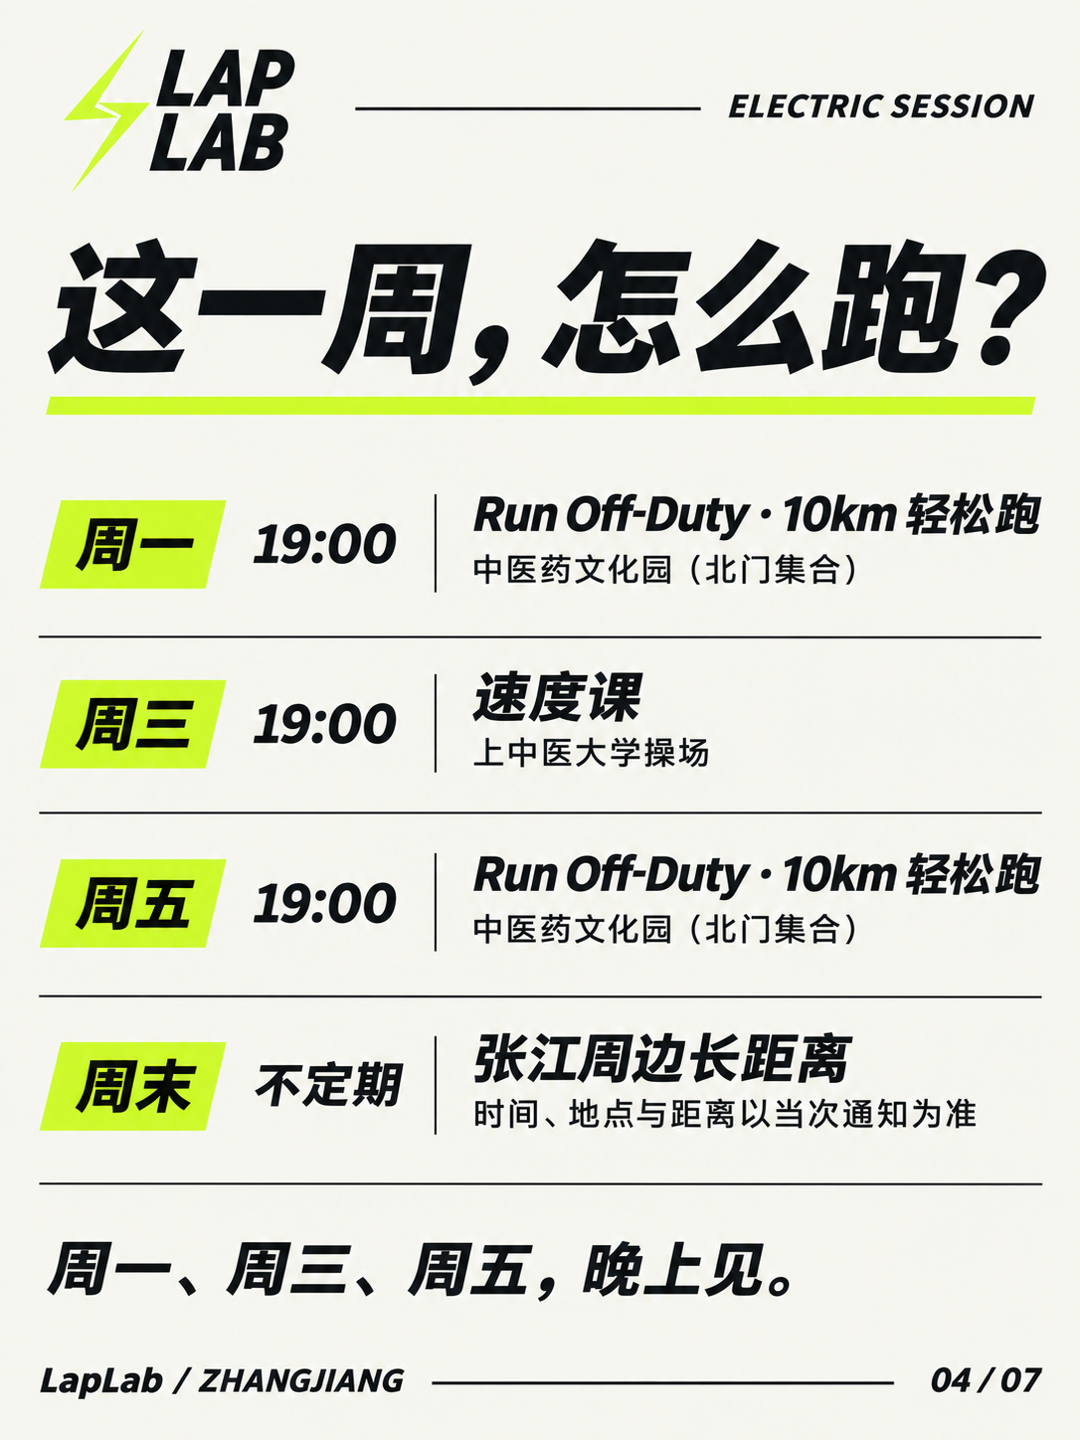 LAP
LAB
ELECTRIC SESSION
这一周，怎么跑？
周一 19:00 Run Off-Duty · 10km 轻松跑
中医药文化园（北门集合）
周三 19:00 速度课
上中医大学操场
周五 19:00 Run Off-Duty · 10km 轻松跑
中医药文化园（北门集合）
周末 不定期 张江周边长距离
时间、地点与距离以当次通知为准
周一、周三、周五，晚上见。
LapLab / ZHANGJIANG
04 / 07